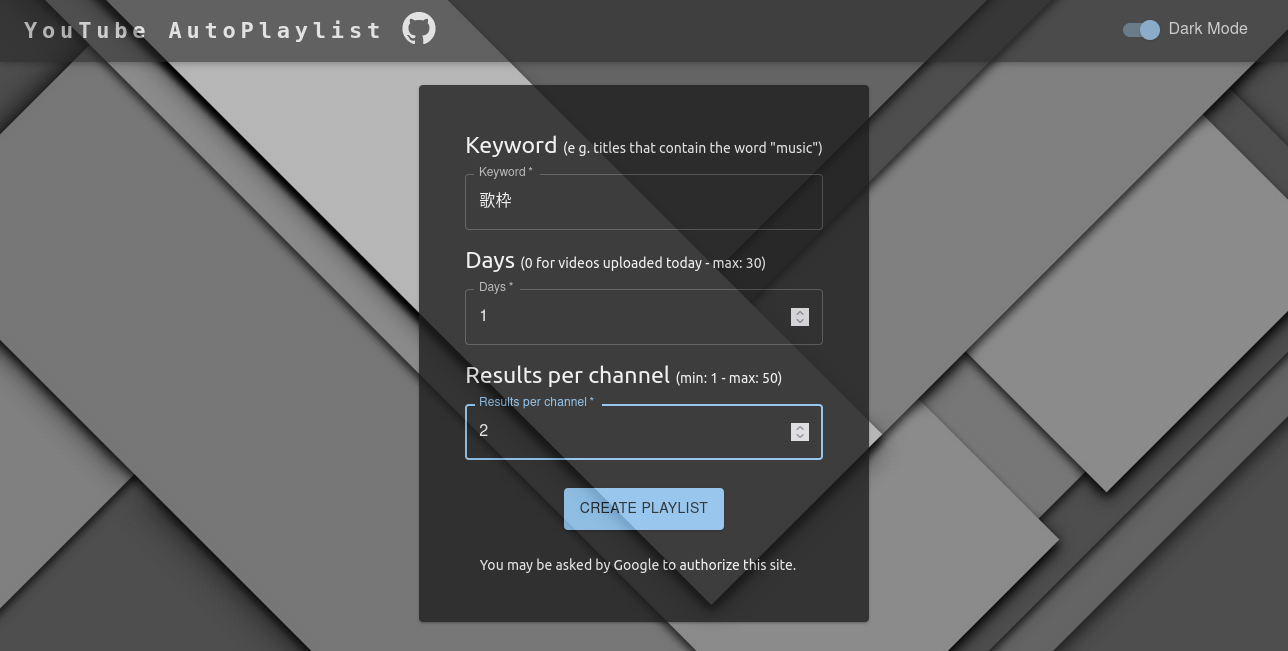 YouTube AutoPlaylist
Dark Mode
Keyword (e g. titles that contain the word "music")
Keyword *
歌枠
Days (0 for videos uploaded today - max: 30)
Days *
1
Results per channel (min: 1 - max: 50)
Results per channel *
2
CREATE PLAYLIST
You may be asked by Google to authorize this site.